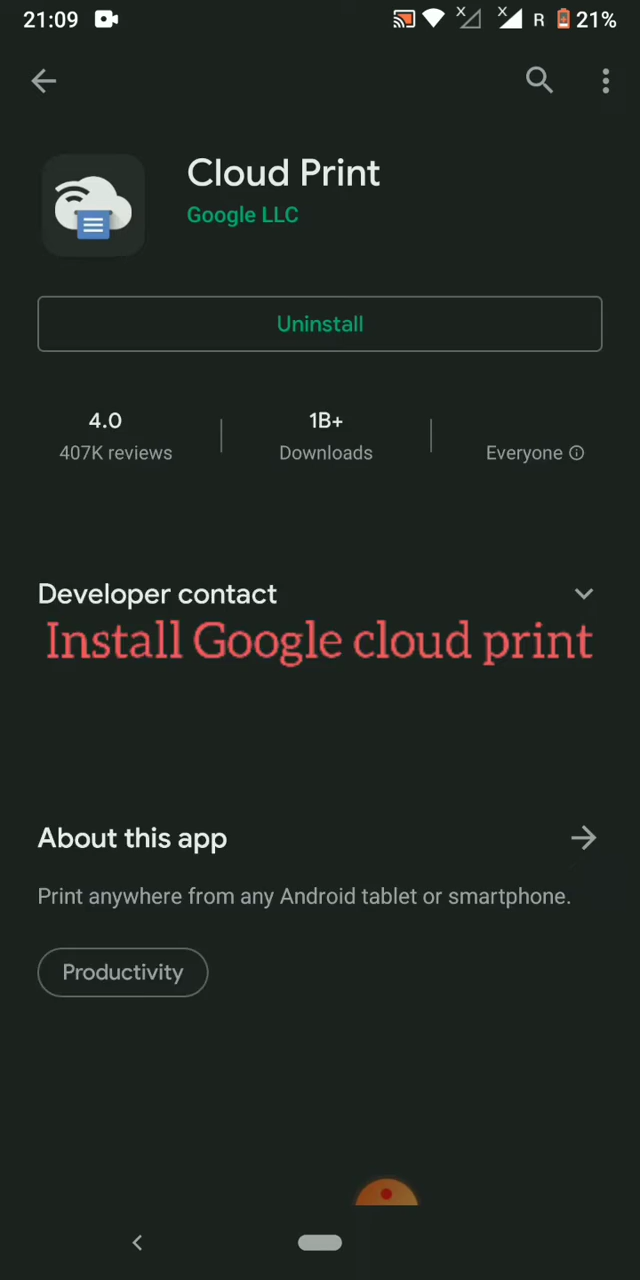 21:09 R 21%
Cloud Print
Google LLC
Uninstall
4.0 1B+
407K reviews Downloads Everyone
Developer contact
Install Google cloud print
About this app
Print anywhere from any Android tablet or smartphone.
Productivity